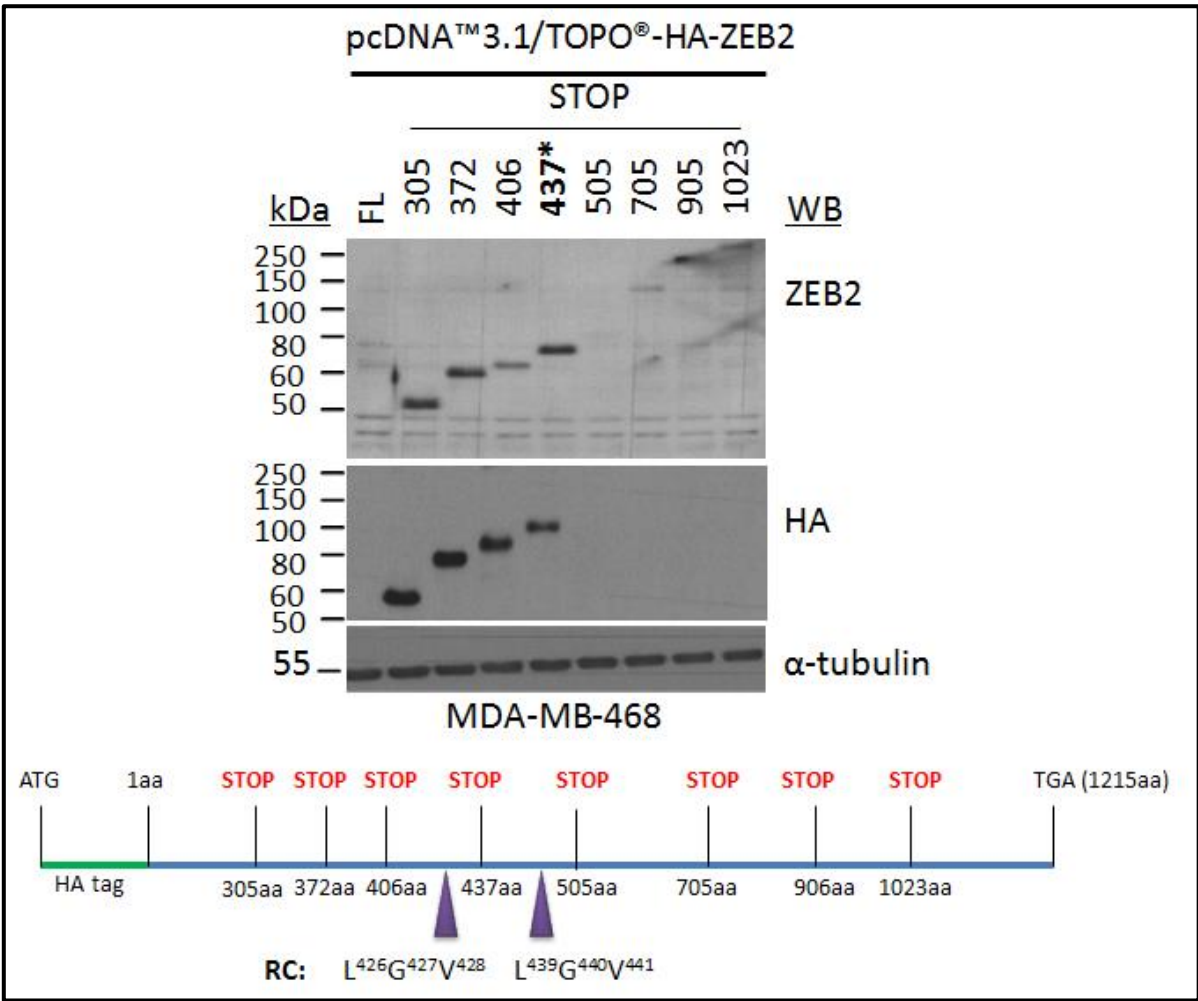 pcDNA™3.1/TOPO®-HA-ZEB2
STOP
kDa FL 305 372 406 437* 505 705 905 1023 WB
250
150
100
80
60
50
ZEB2
250
150
100
80
60
50
HA
55
α-tubulin
MDA-MB-468
ATG 1aa STOP STOP STOP STOP STOP STOP STOP STOP TGA (1215aa)
HA tag 305aa 372aa 406aa 437aa 505aa 705aa 906aa 1023aa
RC: L⁴²⁶G⁴²⁷V⁴²⁸ L⁴³⁹G⁴⁴⁰V⁴⁴¹